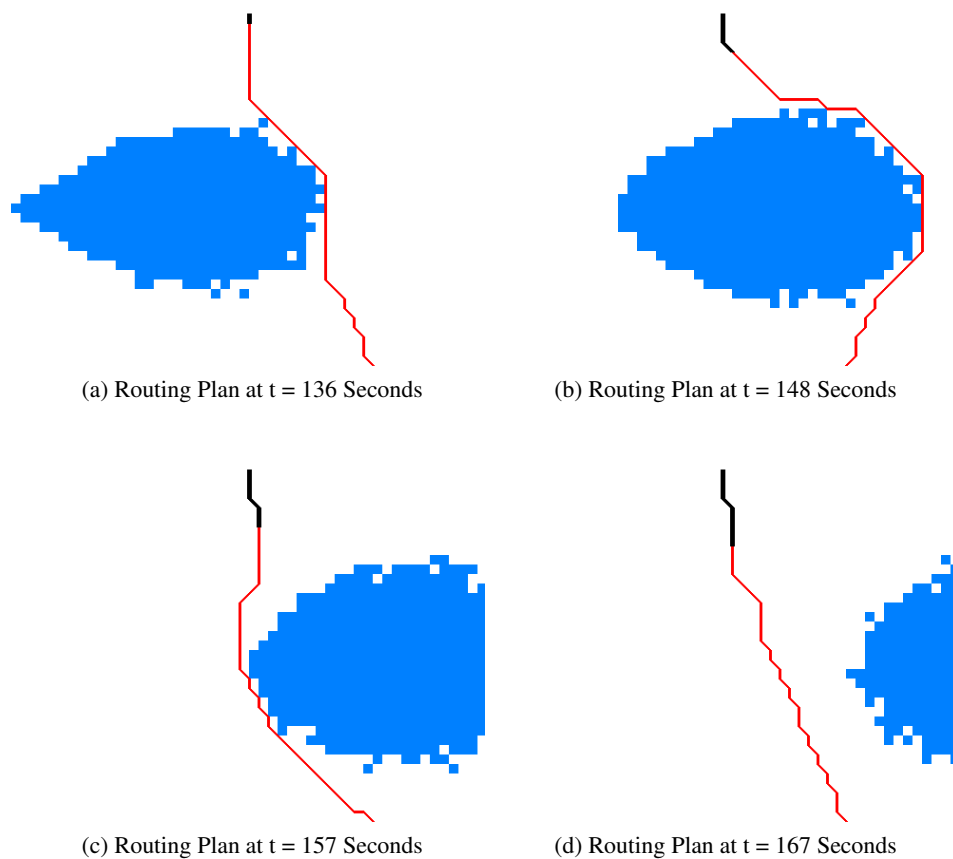 (a) Routing Plan at t = 136 Seconds
(b) Routing Plan at t = 148 Seconds
(c) Routing Plan at t = 157 Seconds
(d) Routing Plan at t = 167 Seconds